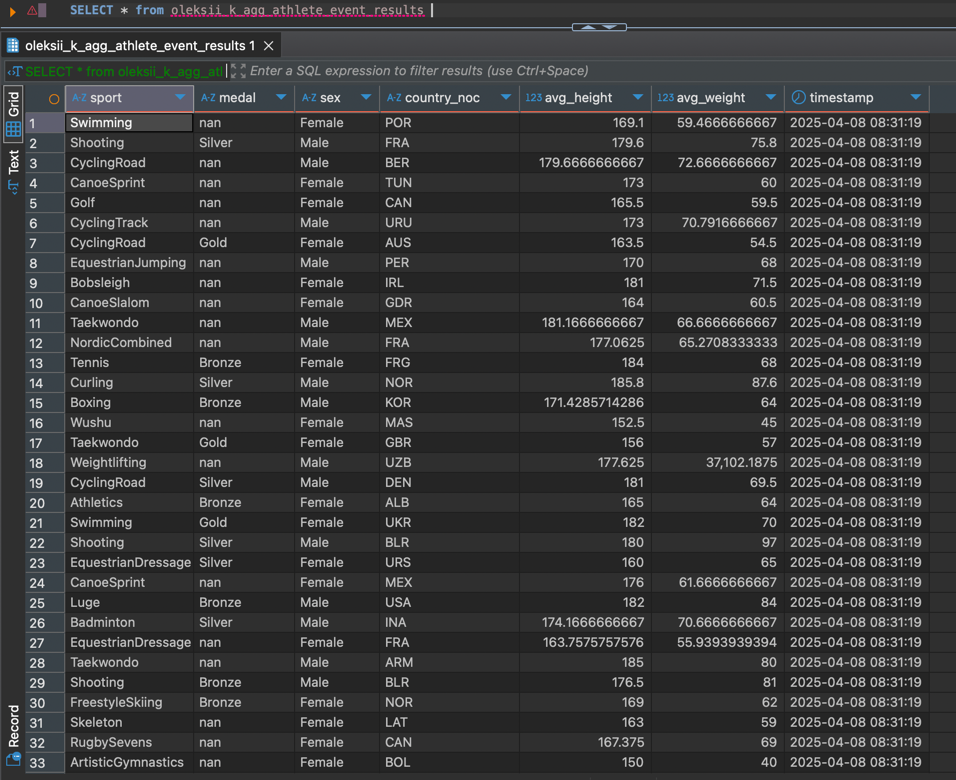 SELECT * from oleksii_k_agg_athlete_event_results
oleksii_k_agg_athlete_event_results 1
SELECT * from oleksii_k_agg_atl Enter a SQL expression to filter results (use Ctrl+Space)
Grid
Text
Record
A-Z sport A-Z medal A-Z sex A-Z country_noc 123 avg_height 123 avg_weight timestamp
1 Swimming nan Female POR 169.1 59.4666666667 2025-04-08 08:31:19
2 Shooting Silver Male FRA 179.6 75.8 2025-04-08 08:31:19
3 CyclingRoad nan Male BER 179.6666666667 72.6666666667 2025-04-08 08:31:19
4 CanoeSprint nan Female TUN 173 60 2025-04-08 08:31:19
5 Golf nan Female CAN 165.5 59.5 2025-04-08 08:31:19
6 CyclingTrack nan Male URU 173 70.7916666667 2025-04-08 08:31:19
7 CyclingRoad Gold Female AUS 163.5 54.5 2025-04-08 08:31:19
8 EquestrianJumping nan Male PER 170 68 2025-04-08 08:31:19
9 Bobsleigh nan Female IRL 181 71.5 2025-04-08 08:31:19
10 CanoeSlalom nan Female GDR 164 60.5 2025-04-08 08:31:19
11 Taekwondo nan Male MEX 181.1666666667 66.6666666667 2025-04-08 08:31:19
12 NordicCombined nan Male FRA 177.0625 65.2708333333 2025-04-08 08:31:19
13 Tennis Bronze Female FRG 184 68 2025-04-08 08:31:19
14 Curling Silver Male NOR 185.8 87.6 2025-04-08 08:31:19
15 Boxing Bronze Male KOR 171.4285714286 64 2025-04-08 08:31:19
16 Wushu nan Female MAS 152.5 45 2025-04-08 08:31:19
17 Taekwondo Gold Female GBR 156 57 2025-04-08 08:31:19
18 Weightlifting nan Male UZB 177.625 37,102.1875 2025-04-08 08:31:19
19 CyclingRoad Silver Male DEN 181 69.5 2025-04-08 08:31:19
20 Athletics Bronze Female ALB 165 64 2025-04-08 08:31:19
21 Swimming Gold Female UKR 182 70 2025-04-08 08:31:19
22 Shooting Silver Male BLR 180 97 2025-04-08 08:31:19
23 EquestrianDressage Silver Female URS 160 65 2025-04-08 08:31:19
24 CanoeSprint nan Female MEX 176 61.6666666667 2025-04-08 08:31:19
25 Luge Bronze Male USA 182 84 2025-04-08 08:31:19
26 Badminton Silver Male INA 174.1666666667 70.6666666667 2025-04-08 08:31:19
27 EquestrianDressage nan Female FRA 163.7575757576 55.9393939394 2025-04-08 08:31:19
28 Taekwondo nan Male ARM 185 80 2025-04-08 08:31:19
29 Shooting Bronze Male BLR 176.5 81 2025-04-08 08:31:19
30 FreestyleSkiing Bronze Female NOR 169 62 2025-04-08 08:31:19
31 Skeleton nan Female LAT 163 59 2025-04-08 08:31:19
32 RugbySevens nan Female CAN 167.375 69 2025-04-08 08:31:19
33 ArtisticGymnastics nan Female BOL 150 40 2025-04-08 08:31:19